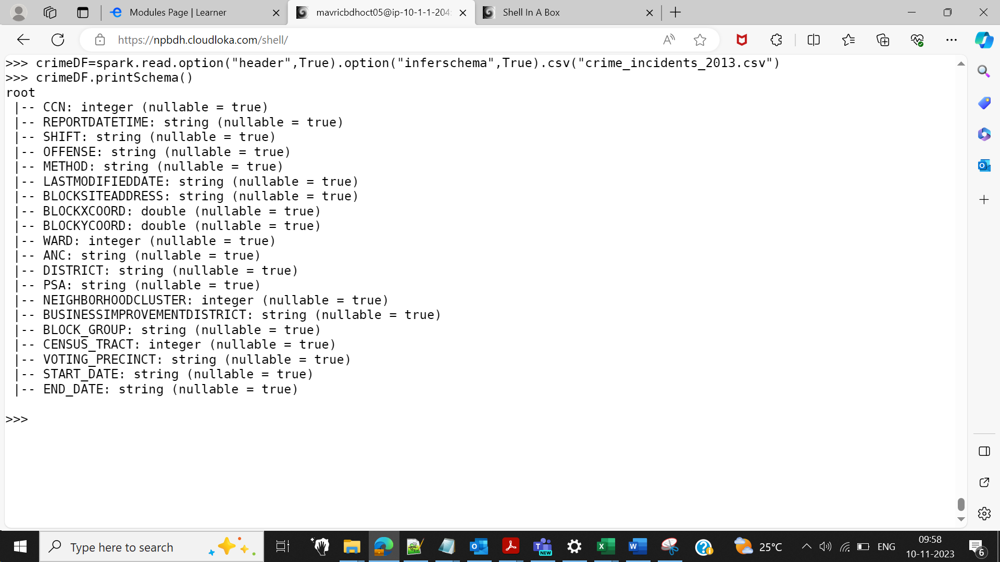 Modules Page | Learner
mavricbdhoct05@ip-10-1-1-204:
Shell In A Box
https://npbdh.cloudloka.com/shell/
>>> crimeDF=spark.read.option("header",True).option("inferschema",True).csv("crime_incidents_2013.csv")
>>> crimeDF.printSchema()
root
 |-- CCN: integer (nullable = true)
 |-- REPORTDATETIME: string (nullable = true)
 |-- SHIFT: string (nullable = true)
 |-- OFFENSE: string (nullable = true)
 |-- METHOD: string (nullable = true)
 |-- LASTMODIFIEDDATE: string (nullable = true)
 |-- BLOCKSITEADDRESS: string (nullable = true)
 |-- BLOCKXCOORD: double (nullable = true)
 |-- BLOCKYCOORD: double (nullable = true)
 |-- WARD: integer (nullable = true)
 |-- ANC: string (nullable = true)
 |-- DISTRICT: string (nullable = true)
 |-- PSA: string (nullable = true)
 |-- NEIGHBORHOODCLUSTER: integer (nullable = true)
 |-- BUSINESSIMPROVEMENTDISTRICT: string (nullable = true)
 |-- BLOCK_GROUP: string (nullable = true)
 |-- CENSUS_TRACT: integer (nullable = true)
 |-- VOTING_PRECINCT: string (nullable = true)
 |-- START_DATE: string (nullable = true)
 |-- END_DATE: string (nullable = true)
>>>
Type here to search
NEW
25°C
ENG
09:58
10-11-2023
6